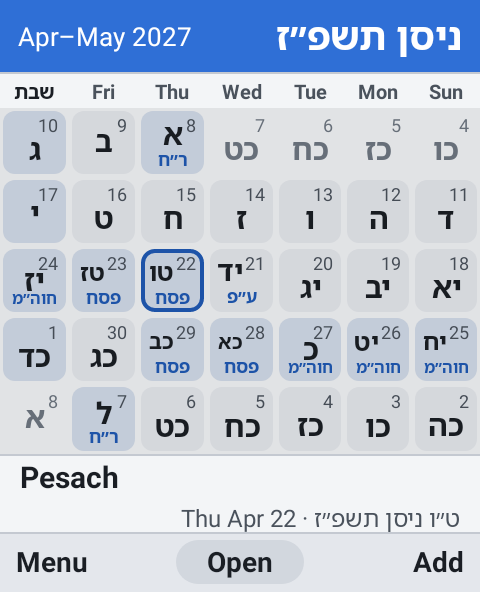 ניסן תשפ״ז Apr–May 2027
Sun Mon Tue Wed Thu Fri שבת
4 5 6 7 8 9 10
כו כז כח כט א ב ג
ר״ח
11 12 13 14 15 16 17
ד ה ו ז ח ט י
18 19 20 21 22 23 24
יא יב יג יד טו טז יז
ע״פ פסח פסח חוה״מ
25 26 27 28 29 30 1
יח יט כ כא כב כג כד
חוה״מ חוה״מ חוה״מ פסח פסח
2 3 4 5 6 7 8
כה כו כז כח כט ל א
ר״ח
Pesach
ט״ו ניסן תשפ״ז · Thu Apr 22
Menu Open Add